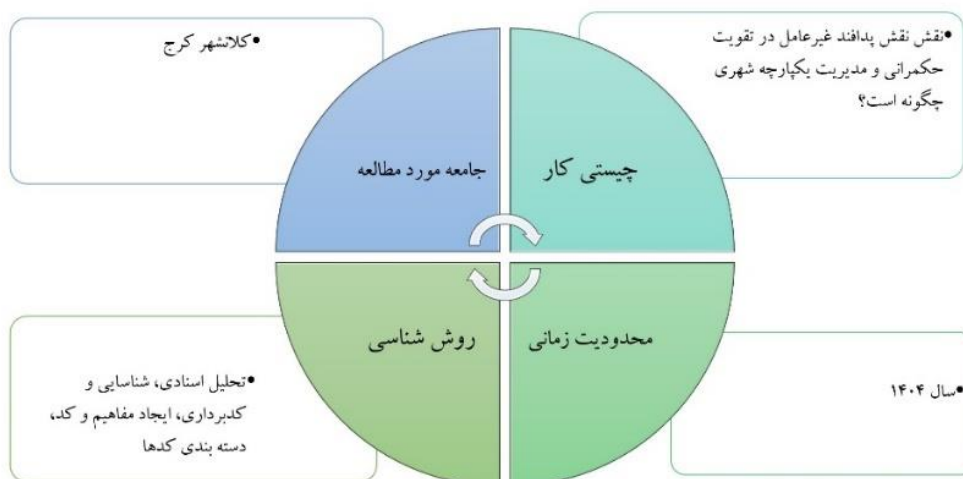 •نقش نقش پدافند غیرعامل در تقویت
حکمرانی و مدیریت یکپارچه شهری
چگونه است؟
•کلانشهر کرج
چیستی کار
جامعه مورد مطالعه
محدودیت زمانی
روش شناسی
•سال ۱۴۰۴
•تحلیل اسنادی، شناسایی و
کدبرداری، ایجاد مفاهیم و کد،
دسته بندی کدها